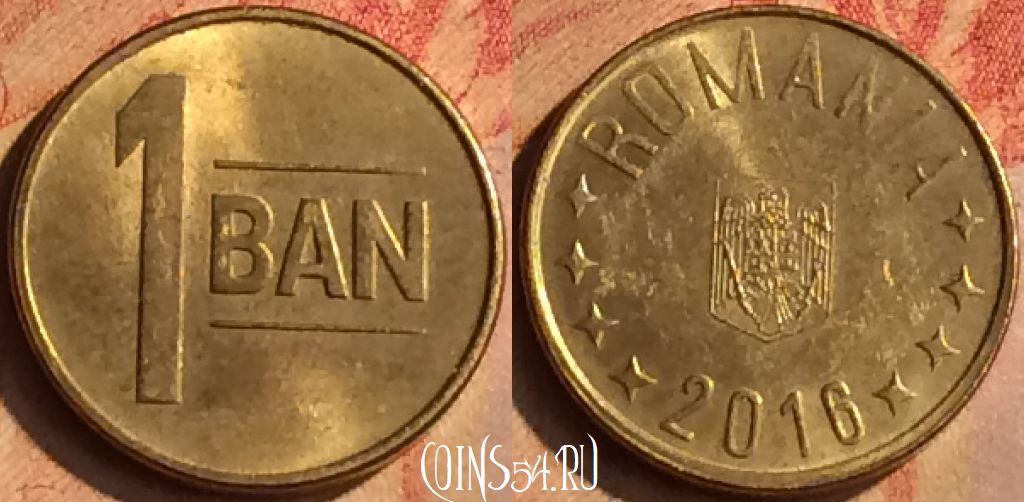 1
BAN
ROMANIA
2016
COINS54.RU